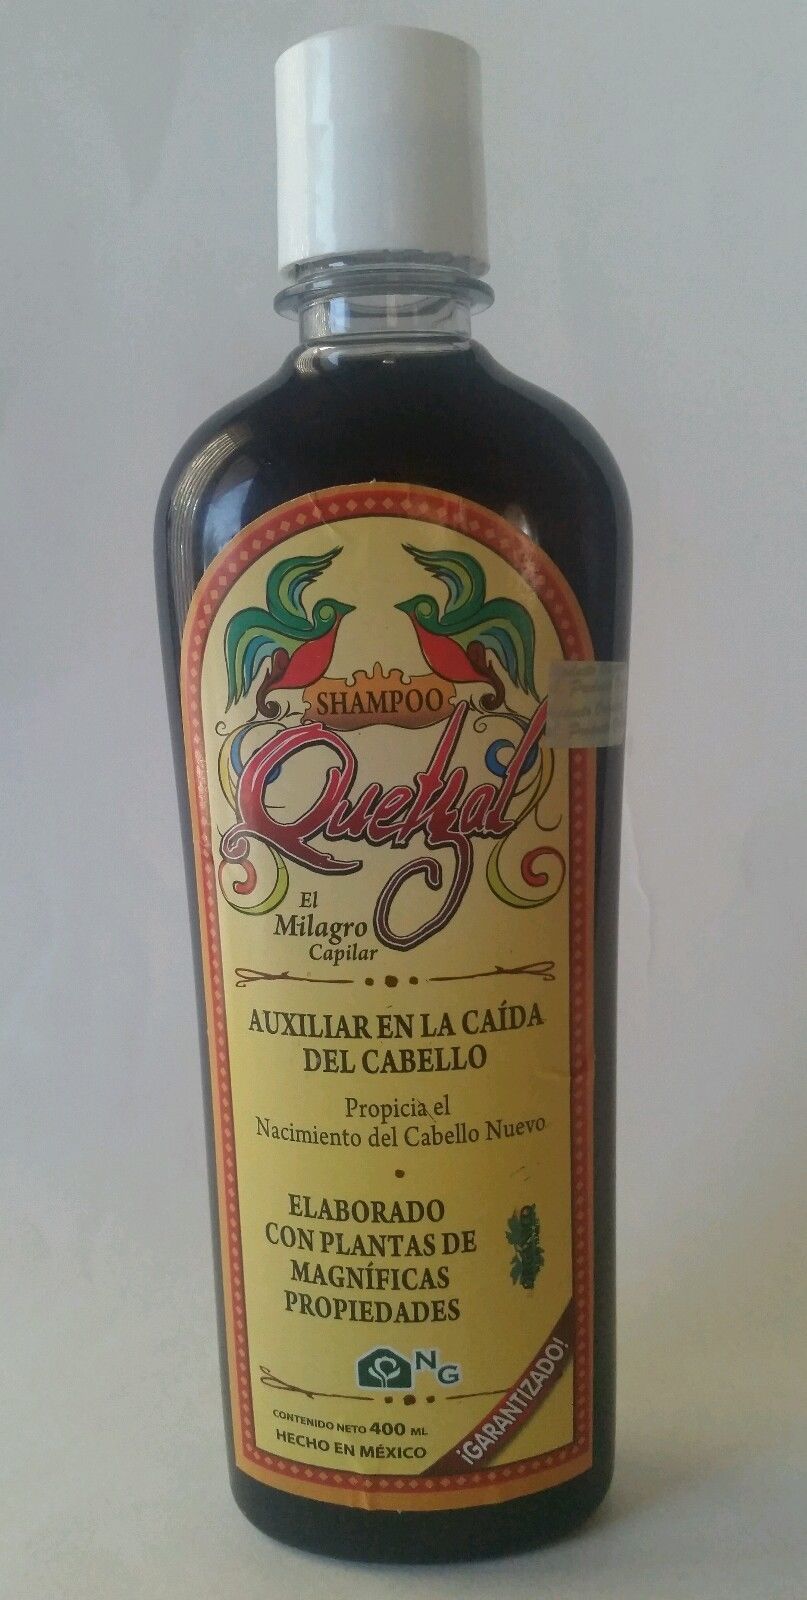 SHAMPOO
Quetzal
El
Milagro
Capilar
AUXILIAR EN LA CAÍDA
DEL CABELLO
Propicia el
Nacimiento del Cabello Nuevo
ELABORADO
CON PLANTAS DE
MAGNÍFICAS
PROPIEDADES
NG
CONTENIDO NETO 400 ML
HECHO EN MÉXICO
¡GARANTIZADO!